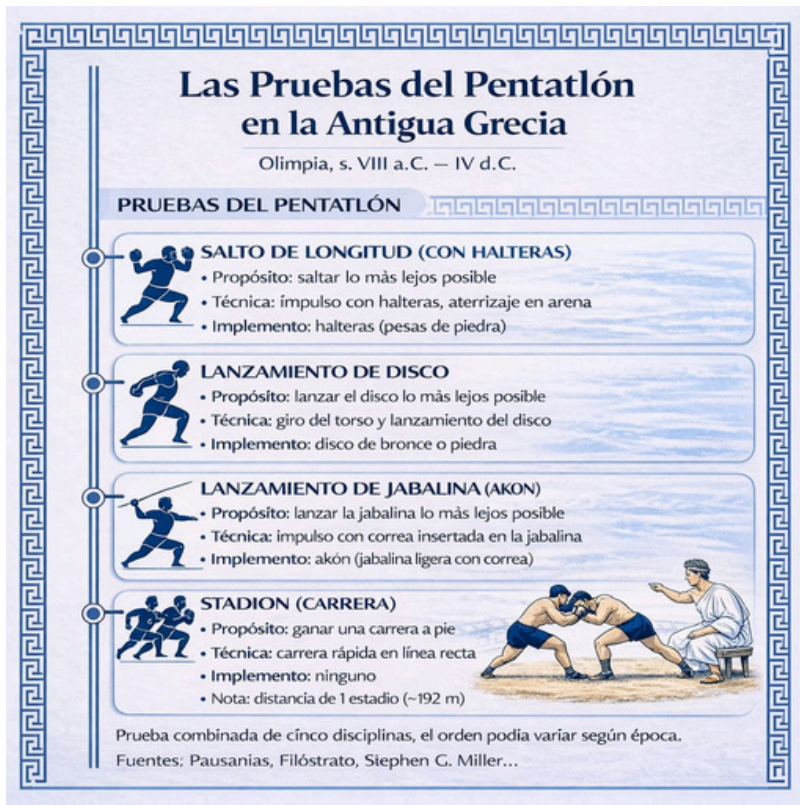 Las Pruebas del Pentatlón
en la Antigua Grecia
Olimpia, s. VIII a.C. — IV d.C.
PRUEBAS DEL PENTATLÓN
SALTO DE LONGITUD (CON HALTERAS)
• Propósito: saltar lo màs lejos posible
• Técnica: ímpulso con halteras, aterrizaje en arena
• Implemento: halteras (pesas de piedra)
LANZAMIENTO DE DISCO
• Propósito: lanzar el disco lo màs lejos posible
• Técnica: giro del torso y lanzamiento del disco
• Implemento: disco de bronce o piedra
LANZAMIENTO DE JABALINA (AKON)
• Propósito: lanzar la jabalina lo màs lejos posible
• Técnica: impulso con correa insertada en la jabalina
• Implemento: akón (jabalina ligera con correa)
STADION (CARRERA)
• Propósito: ganar una carrera a pie
• Técnica: carrera rápida en línea recta
• Implemento: ninguno
• Nota: distancia de 1 estadio (~192 m)
Prueba combinada de cínco disciplinas, el orden podia variar según época.
Fuentes: Pausanias, Filóstrato, Stephen G. Miller...